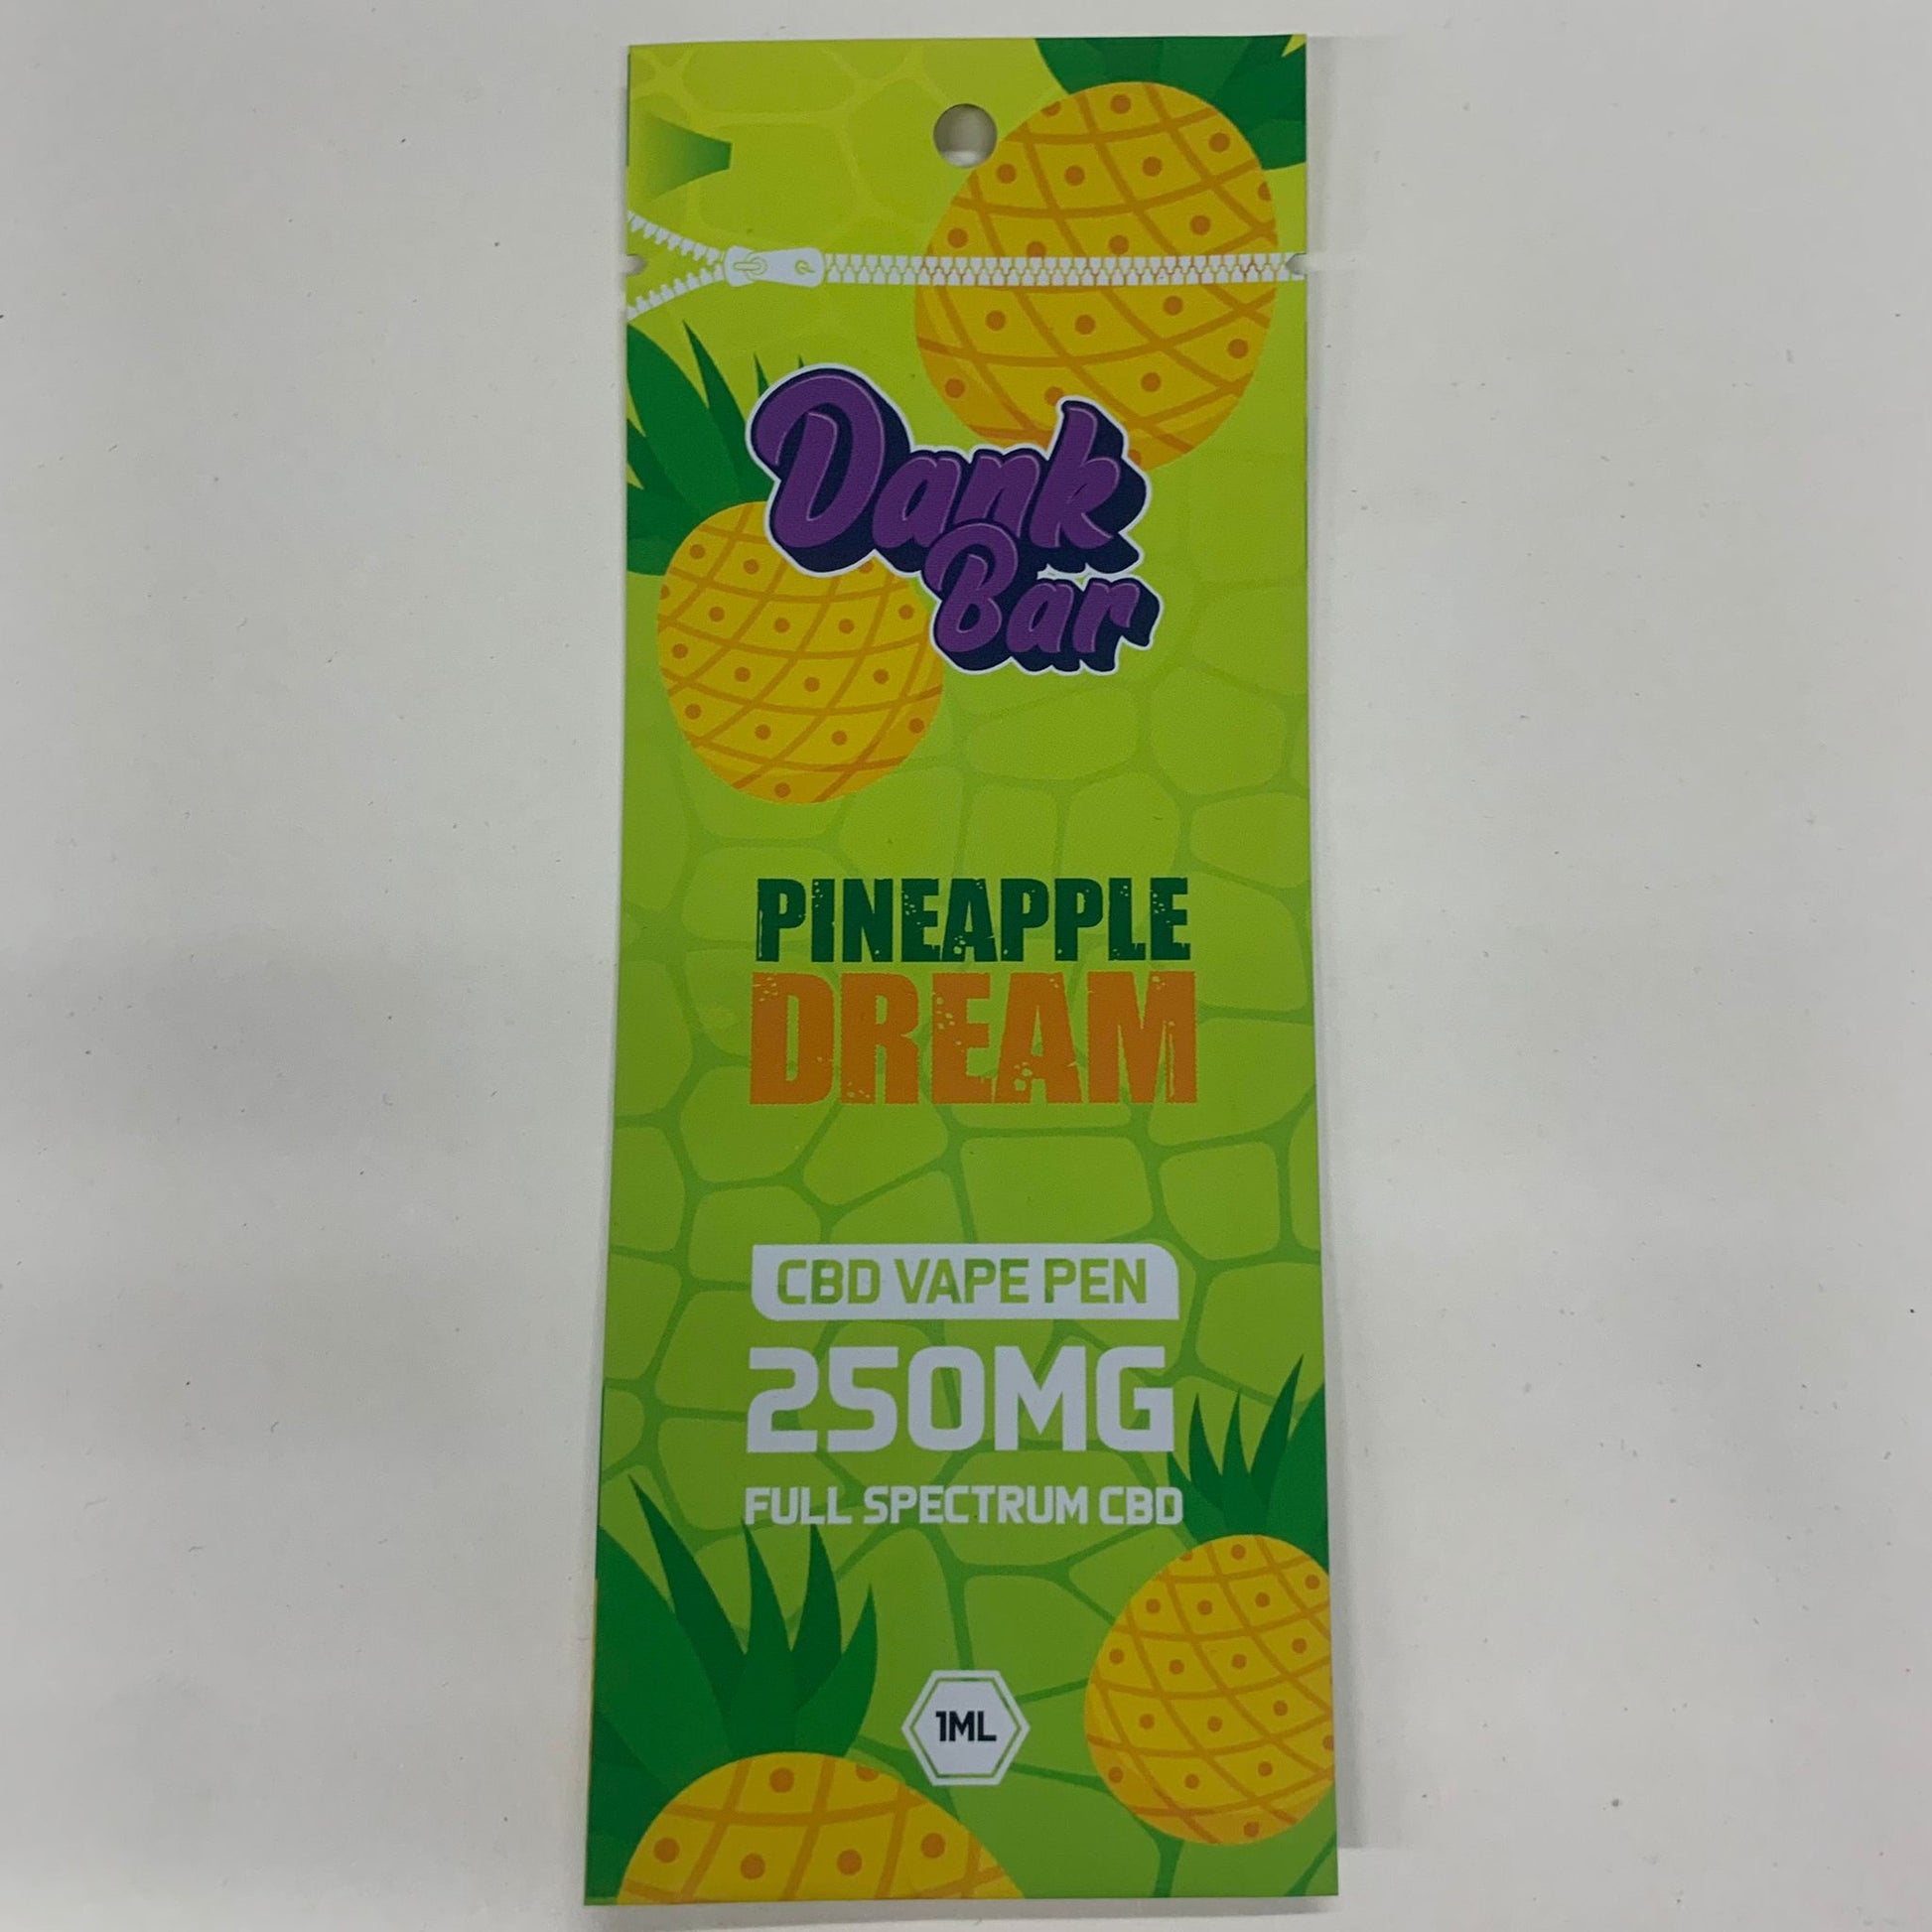 Dank
Bar
PINEAPPLE
DREAM
CBD VAPE PEN
250MG
FULL SPECTRUM CBD
1ML